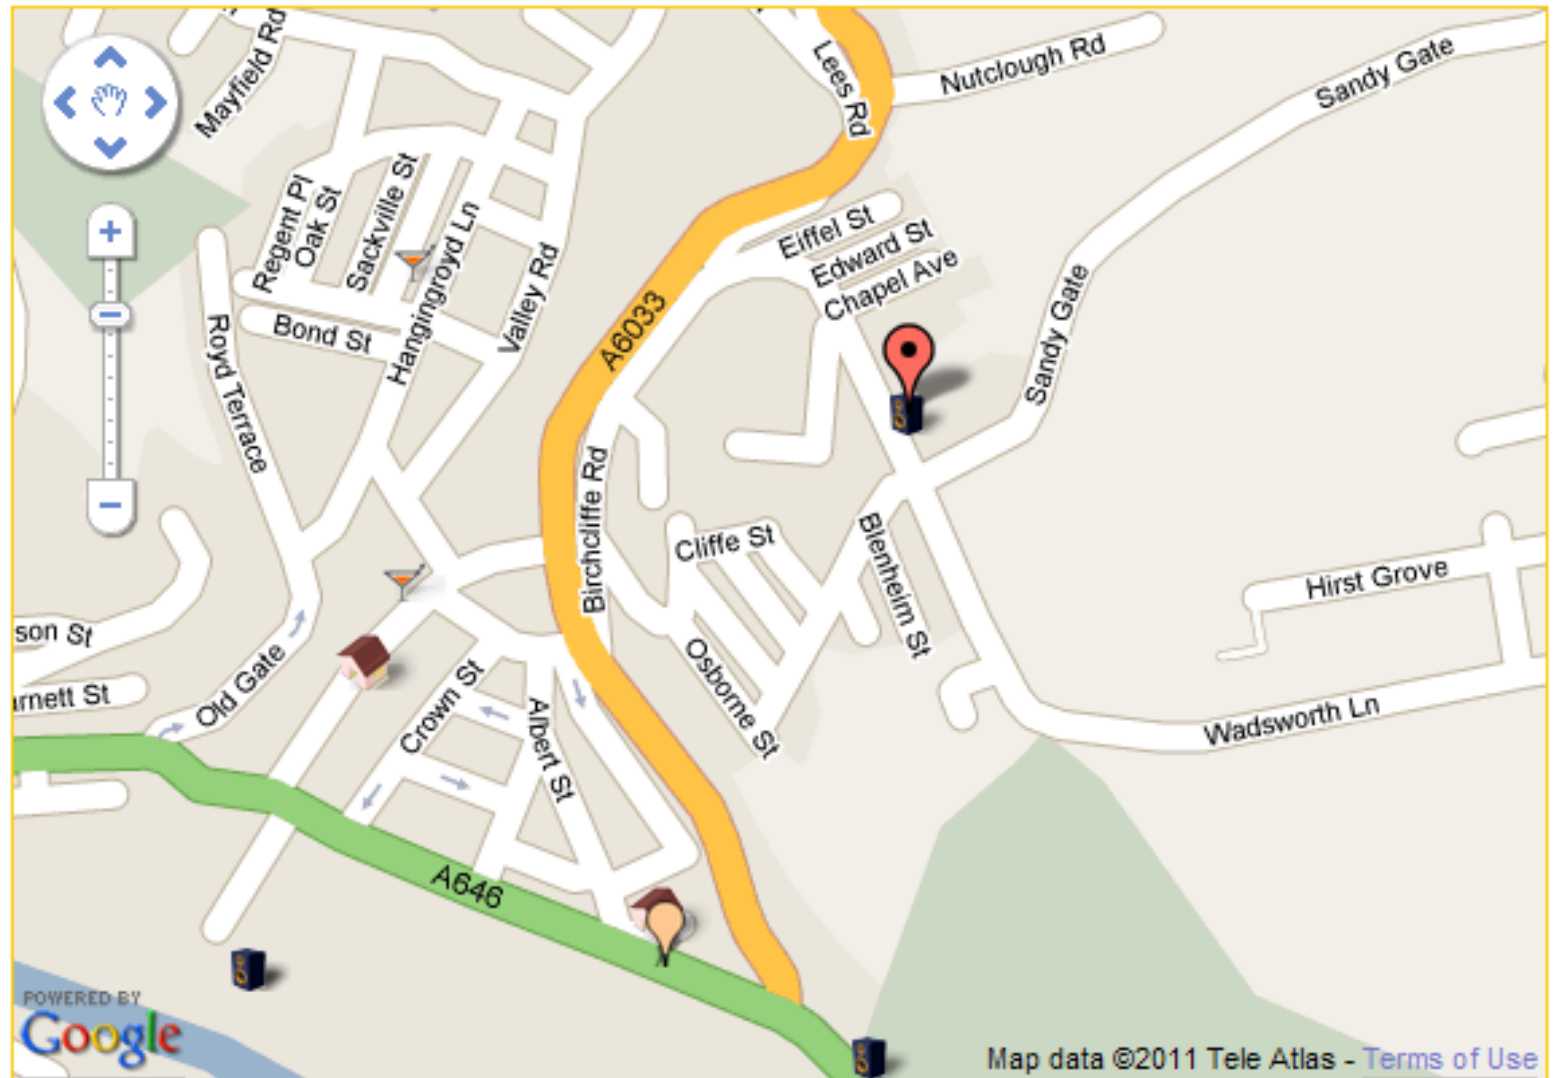 Mayfield Rd
Lees Rd
Nutclough Rd
Sandy Gate
Regent Pl
Oak St
Sackville St
Hangingroyd Ln
Valley Rd
Eiffel St
Edward St
Chapel Ave
Bond St
A6033
Sandy Gate
Royd Terrace
Birchcliffe Rd
Cliffe St
Blenheim St
Hirst Grove
son St
Old Gate
Crown St
Osborne St
rnett St
Albert St
Wadsworth Ln
A646
POWERED BY
Google
Map data ©2011 Tele Atlas - Terms of Use